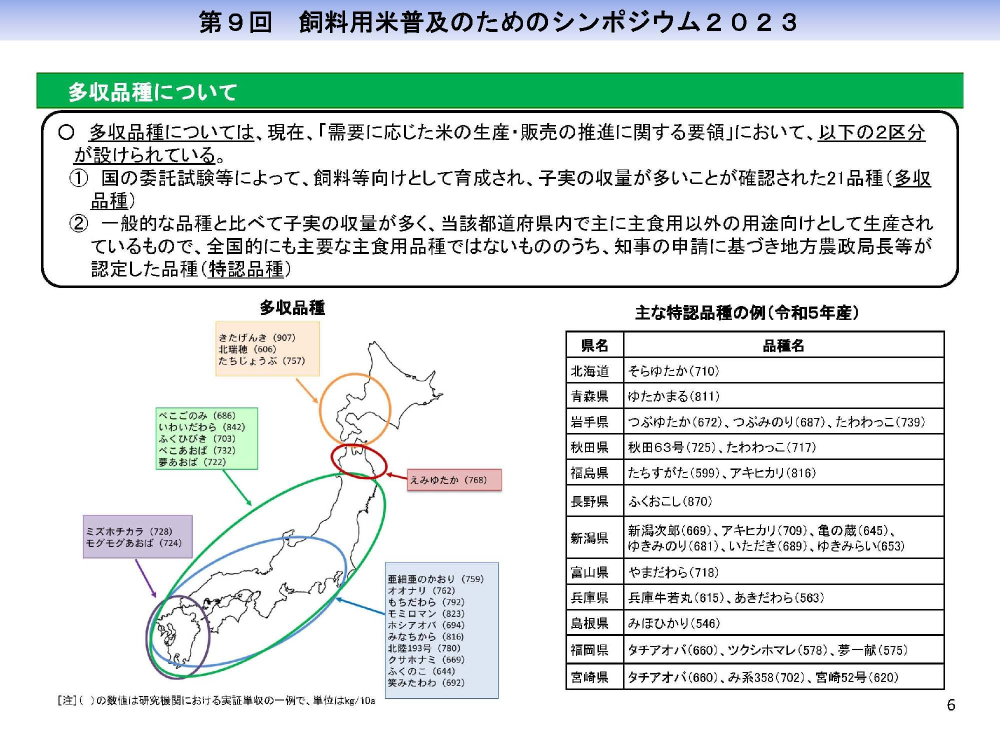 第９回　飼料用米普及のためのシンポジウム２０２３
多収品種について
○　多収品種については、現在、「需要に応じた米の生産・販売の推進に関する要領」において、以下の２区分
が設けられている。
①　国の委託試験等によって、飼料等向けとして育成され、子実の収量が多いことが確認された21品種（多収
品種）
②　一般的な品種と比べて子実の収量が多く、当該都道府県内で主に主食用以外の用途向けとして生産され
ているもので、全国的にも主要な主食用品種ではないもののうち、知事の申請に基づき地方農政局長等が
認定した品種（特認品種）
多収品種
きたげんき（907）
北瑞穂（606）
たちじょうぶ（757）
べこごのみ（686）
いわいだわら（842）
ふくひびき（703）
べこあおば（732）
夢あおば（722）
えみゆたか（768）
ミズホチカラ（728）
モグモグあおば（724）
亜細亜のかおり（759）
オオナリ（762）
もちだわら（792）
モミロマン（823）
ホシアオバ（694）
みなちから（816）
北陸193号（780）
クサホナミ（669）
ふくのこ（644）
笑みたわわ（692）
［注］（　）の数値は研究機関における実証単収の一例で、単位はkg/10a
主な特認品種の例（令和５年産）
県名　品種名
北海道　そらゆたか（710）
青森県　ゆたかまる（811）
岩手県　つぶゆたか（672）、つぶみのり（687）、たわわっこ（739）
秋田県　秋田６３号（725）、たわわっこ（717）
福島県　たちすがた（599）、アキヒカリ（816）
長野県　ふくおこし（870）
新潟県　新潟次郎（669）、アキヒカリ（709）、亀の蔵（645）、
ゆきみのり（681）、いただき（689）、ゆきみらい（653）
富山県　やまだわら（718）
兵庫県　兵庫牛若丸（615）、あきだわら（563）
島根県　みほひかり（546）
福岡県　タチアオバ（660）、ツクシホマレ（578）、夢一献（575）
宮崎県　タチアオバ（660）、み系358（702）、宮崎52号（620）
6